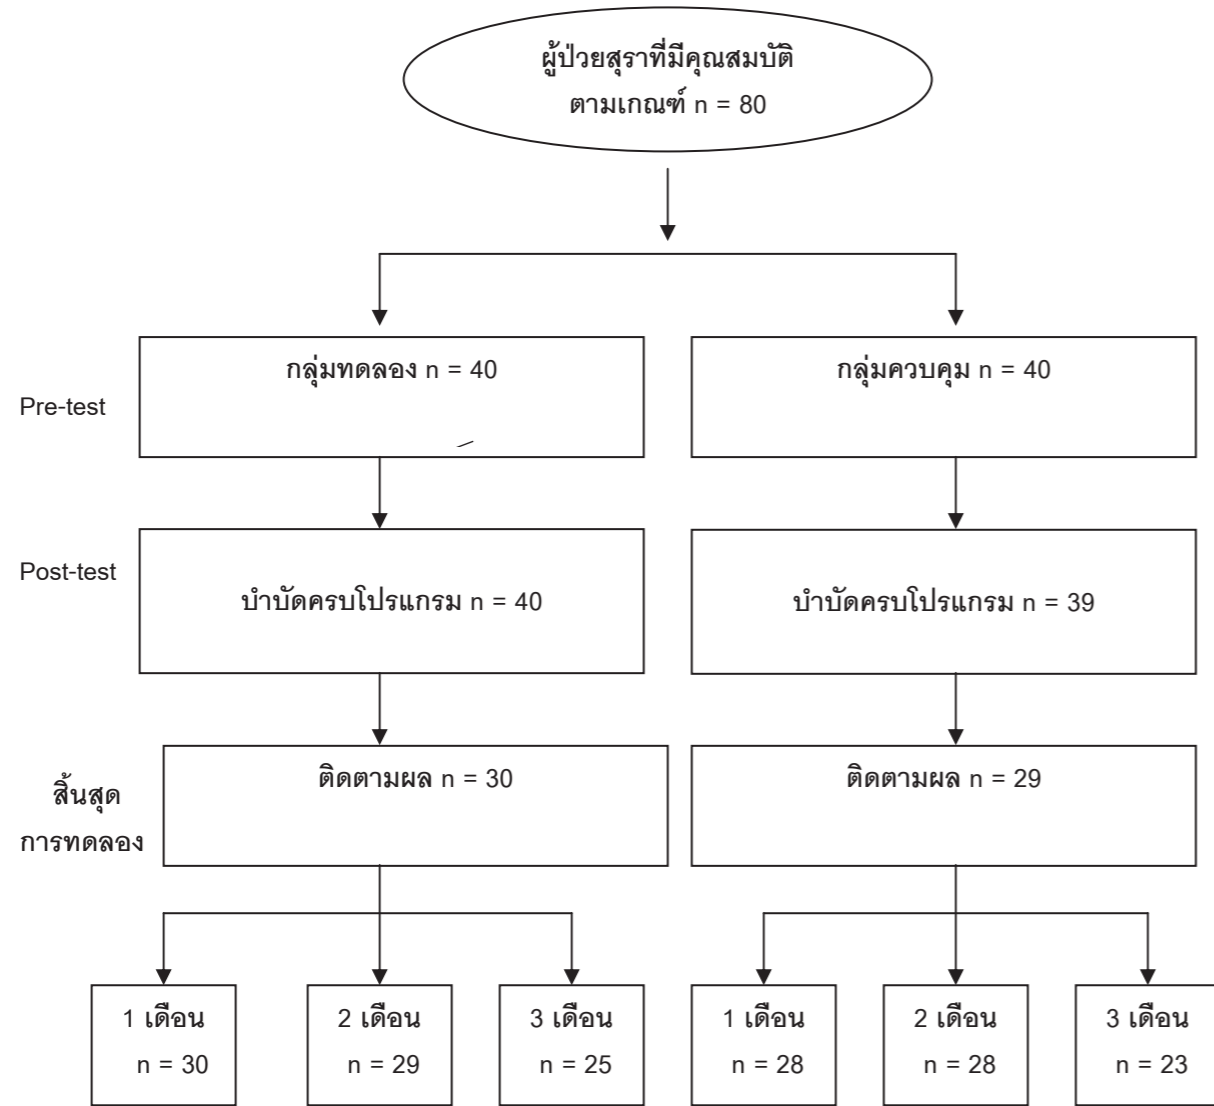 ผู้ป่วยสุราที่มีคุณสมบัติ
ตามเกณฑ์ n = 80
กลุ่มทดลอง n = 40
กลุ่มควบคุม n = 40
Pre-test
Post-test
บำบัดครบโปรแกรม n = 40
บำบัดครบโปรแกรม n = 39
ติดตามผล n = 30
ติดตามผล n = 29
สิ้นสุด
การทดลอง
1 เดือน
n = 30
2 เดือน
n = 29
3 เดือน
n = 25
1 เดือน
n = 28
2 เดือน
n = 28
3 เดือน
n = 23